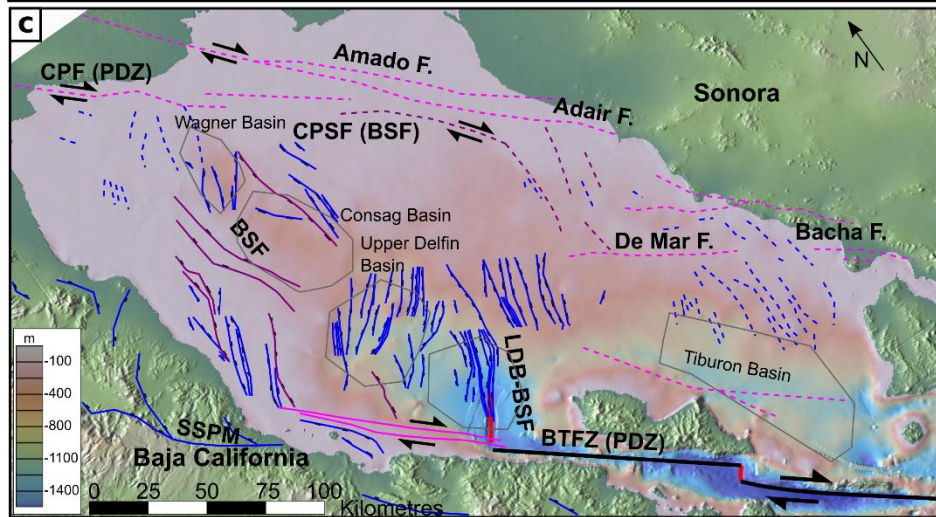 c
N
Amado F.
CPF (PDZ)
Sonora
Adair F.
Wagner Basin
CPSF (BSF)
Consag Basin
BSF
Upper Delfin
Basin
De Mar F.
Bacha F.
m
-100
-400
-800
-1100
-1400
LDB-BSF
Tiburon Basin
SSPM
BTFZ (PDZ)
Baja California
0 25 50 75 100
Kilometres